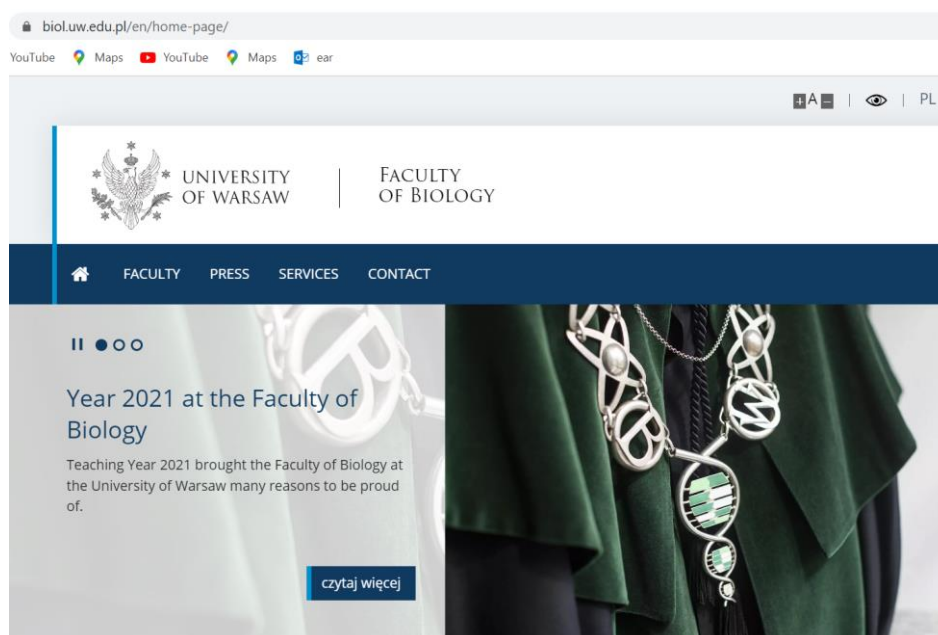 biol.uw.edu.pl/en/home-page/
YouTube Maps YouTube Maps ear
+ A − | | PL
UNIVERSITY OF WARSAW
FACULTY OF BIOLOGY
FACULTY PRESS SERVICES CONTACT
Year 2021 at the Faculty of
Biology
Teaching Year 2021 brought the Faculty of Biology at
the University of Warsaw many reasons to be proud
of.
czytaj więcej
B
W